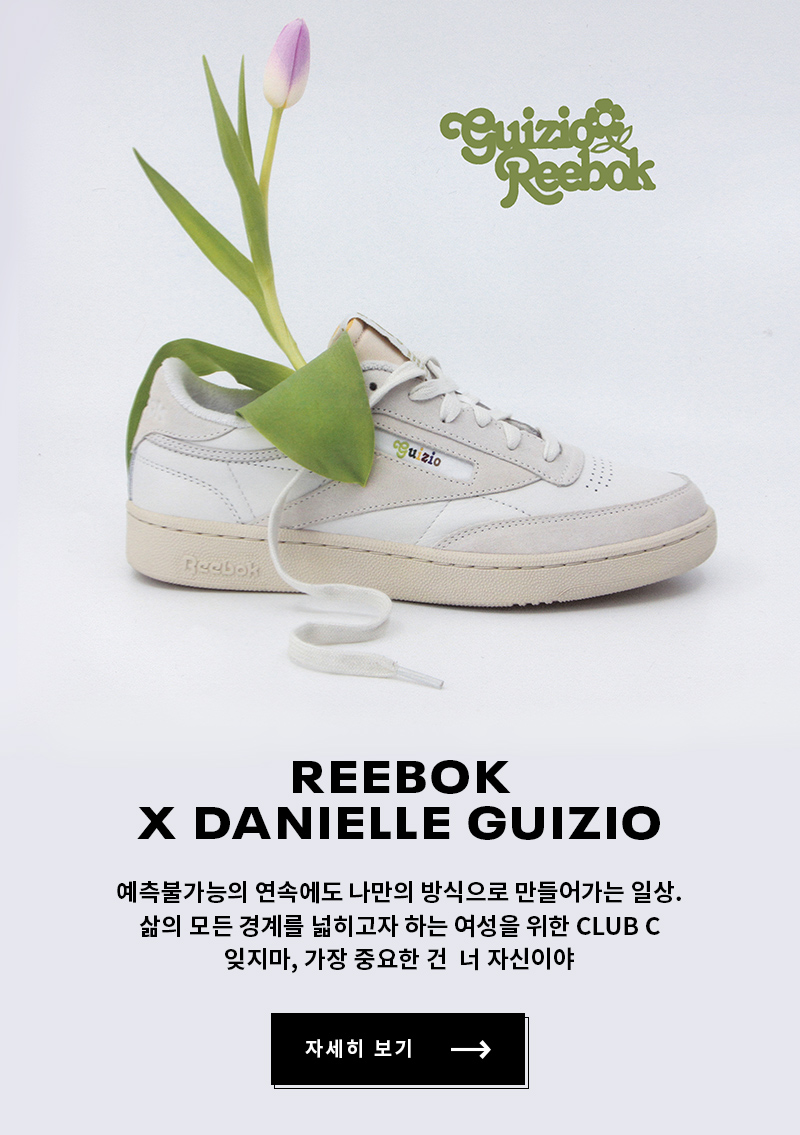 Guizio
Reebok
Guizio
Reebok
REEBOK
X DANIELLE GUIZIO
예측불가능의 연속에도 나만의 방식으로 만들어가는 일상.
삶의 모든 경계를 넓히고자 하는 여성을 위한 CLUB C
잊지마, 가장 중요한 건 너 자신이야
자세히 보기